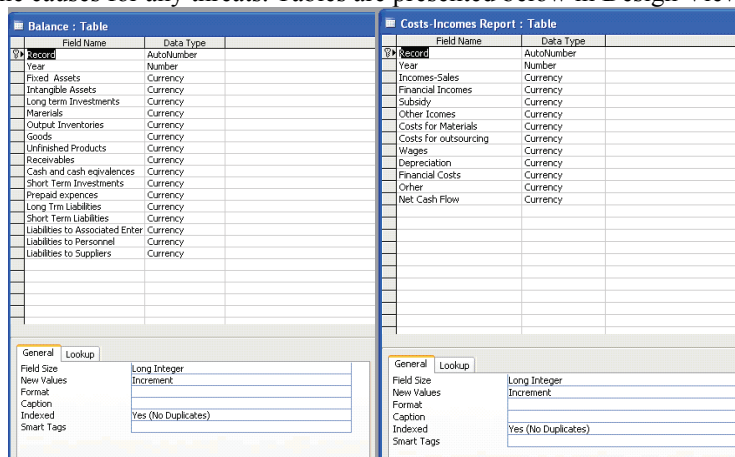 he causes for any threats. Tables are presented below in Design View
Balance : Table
Field Name Data Type
Record AutoNumber
Year Number
Fixed Assets Currency
Intangible Assets Currency
Long term Investments Currency
Marerials Currency
Output Inventories Currency
Goods Currency
Unfinished Products Currency
Receivables Currency
Cash and cash eqivalences Currency
Short Term Investments Currency
Prepaid expences Currency
Long Trm Liabilities Currency
Short Term Liabilities Currency
Liabilities to Associated Enter Currency
Liabilities to Personnel Currency
Liabilities to Suppliers Currency
General Lookup
Field Size Long Integer
New Values Increment
Format
Caption
Indexed Yes (No Duplicates)
Smart Tags
Costs-Incomes Report : Table
Field Name Data Type
Record AutoNumber
Year Number
Incomes-Sales Currency
Financial Incomes Currency
Subsidy Currency
Other Icomes Currency
Costs for Materials Currency
Costs for outsourcing Currency
Wages Currency
Depreciation Currency
Financial Costs Currency
Orher Currency
Net Cash Flow Currency
General Lookup
Field Size Long Integer
New Values Increment
Format
Caption
Indexed Yes (No Duplicates)
Smart Tags